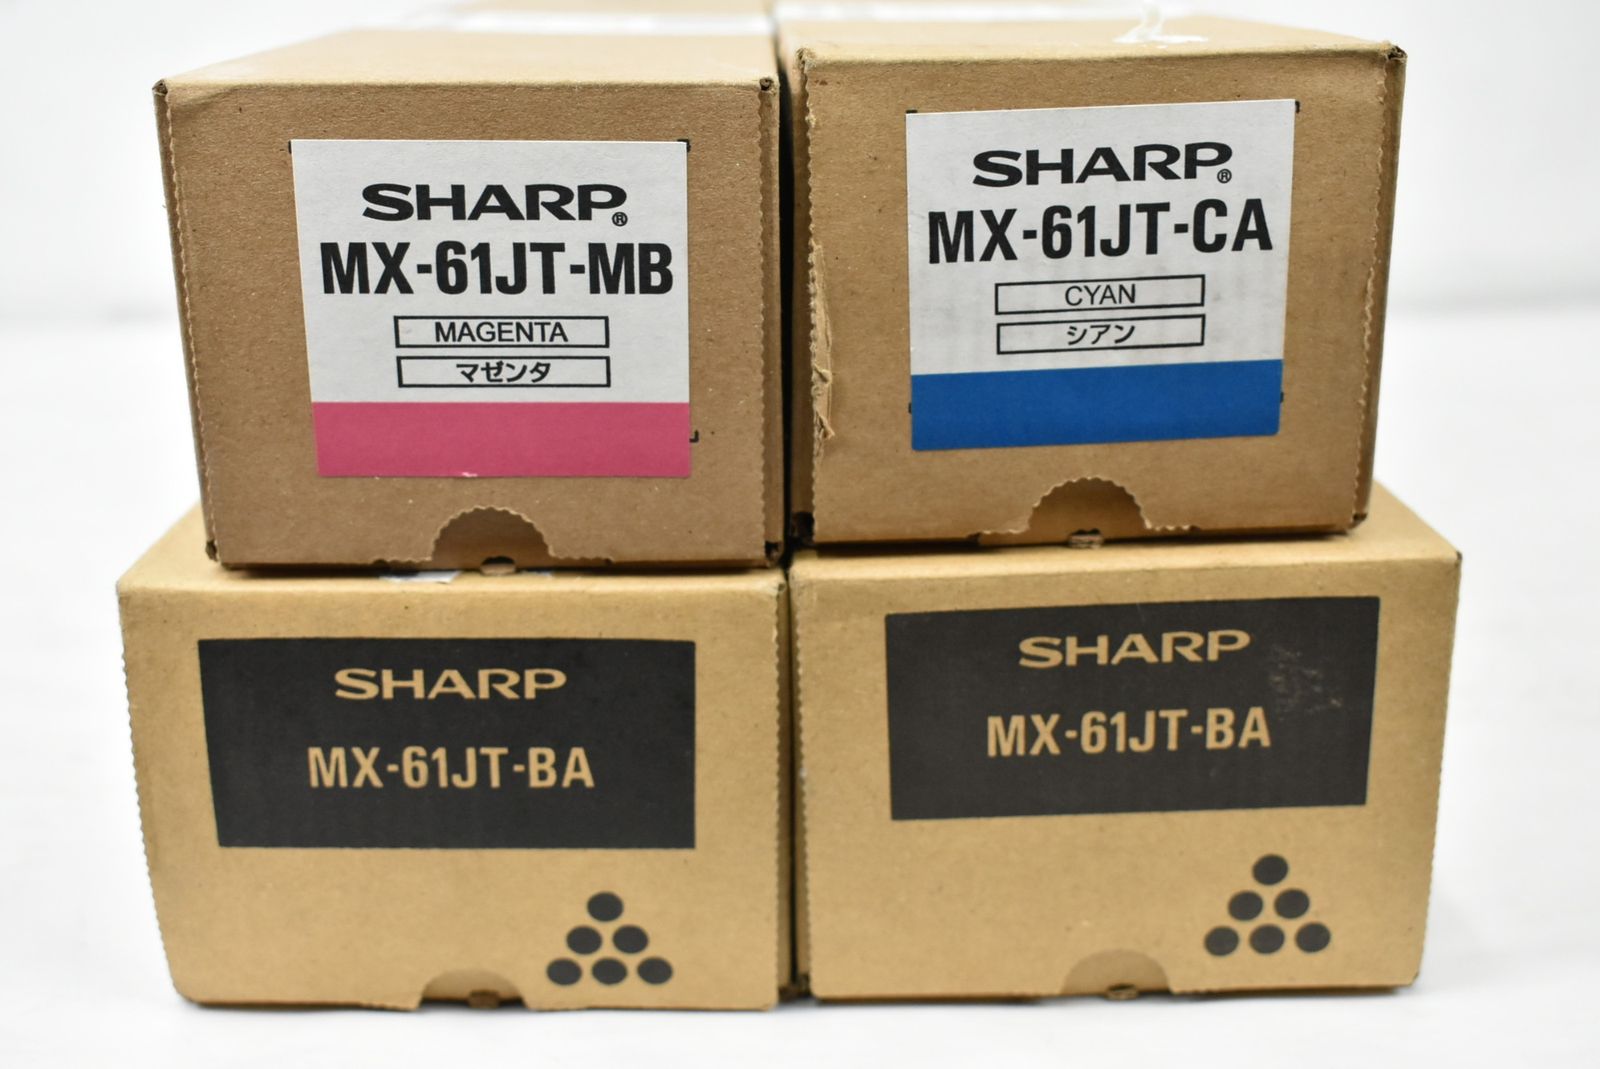 SHARP®
MX-61JT-MB
MAGENTA
マゼンタ
SHARP®
MX-61JT-CA
CYAN
シアン
SHARP
MX-61JT-BA
SHARP
MX-61JT-BA